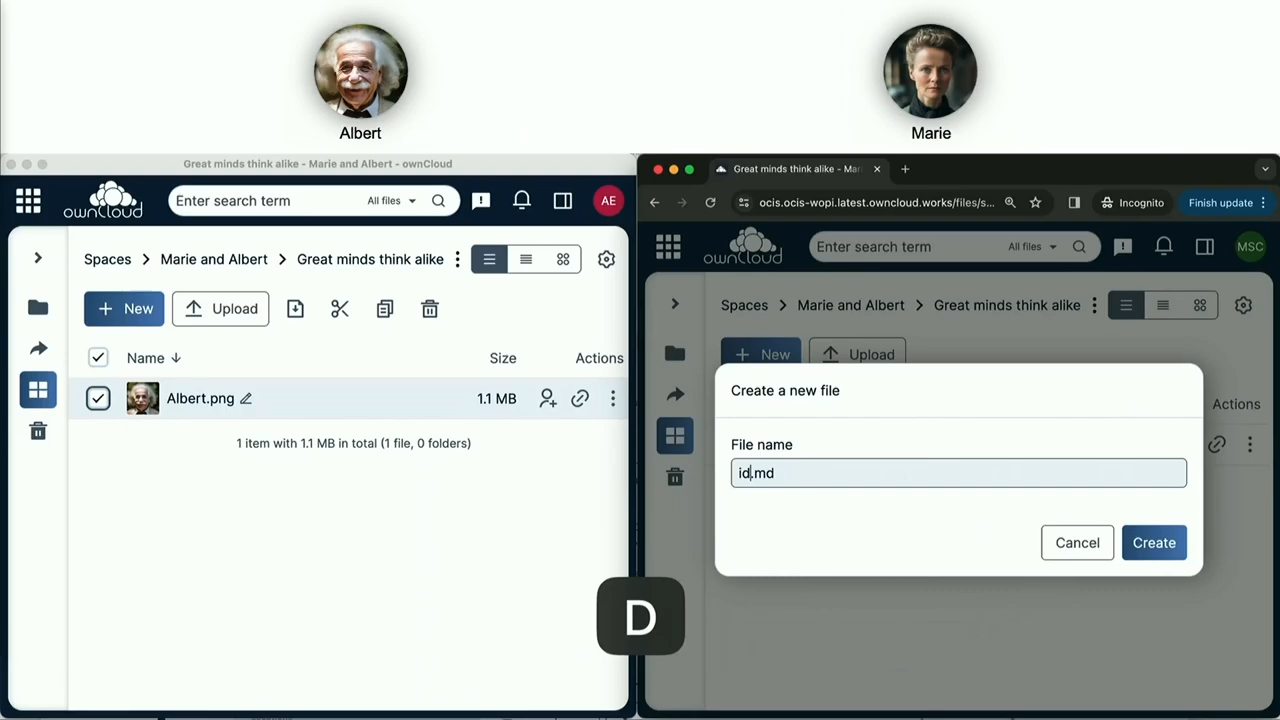 Albert
Marie
Great minds think alike - Marie and Albert - ownCloud
Enter search term
All files
AE
ownCloud
Spaces
Marie and Albert
Great minds think alike
+ New
Upload
Name
Size
Actions
Albert.png
1.1 MB
1 item with 1.1 MB in total (1 file, 0 folders)
Great minds think alike - Mari
ocis.ocis-wopi.latest.owncloud.works/files/s...
Incognito
Finish update
ownCloud
Enter search term
All files
MSC
Spaces
Marie and Albert
Great minds think alike
+ New
Upload
Actions
Create a new file
File name
id.md
Cancel
Create
D